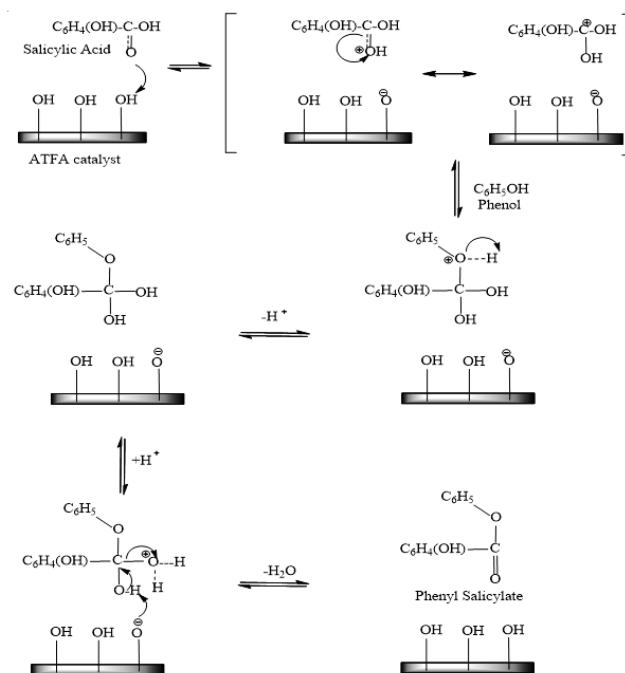 C₆H₄(OH)-C-OH
O
Salicylic Acid
OH OH OH
ATFA catalyst
C₆H₄(OH)-C-OH
⊕OH
OH OH O⊖
C₆H₄(OH)-C⊕-OH
OH
OH OH O⊖
C₆H₅OH
Phenol
C₆H₅
O
C₆H₄(OH)—C—OH
OH
OH OH O⊖
-H⁺
C₆H₅
⊕O---H
C₆H₄(OH)—C—OH
OH
OH OH O⊖
+H⁺
C₆H₅
O
C₆H₄(OH)—C—O⊕---H
O-H H
OH OH O⊖
-H₂O
C₆H₅
O
C₆H₄(OH)—C
O
Phenyl Salicylate
OH OH OH